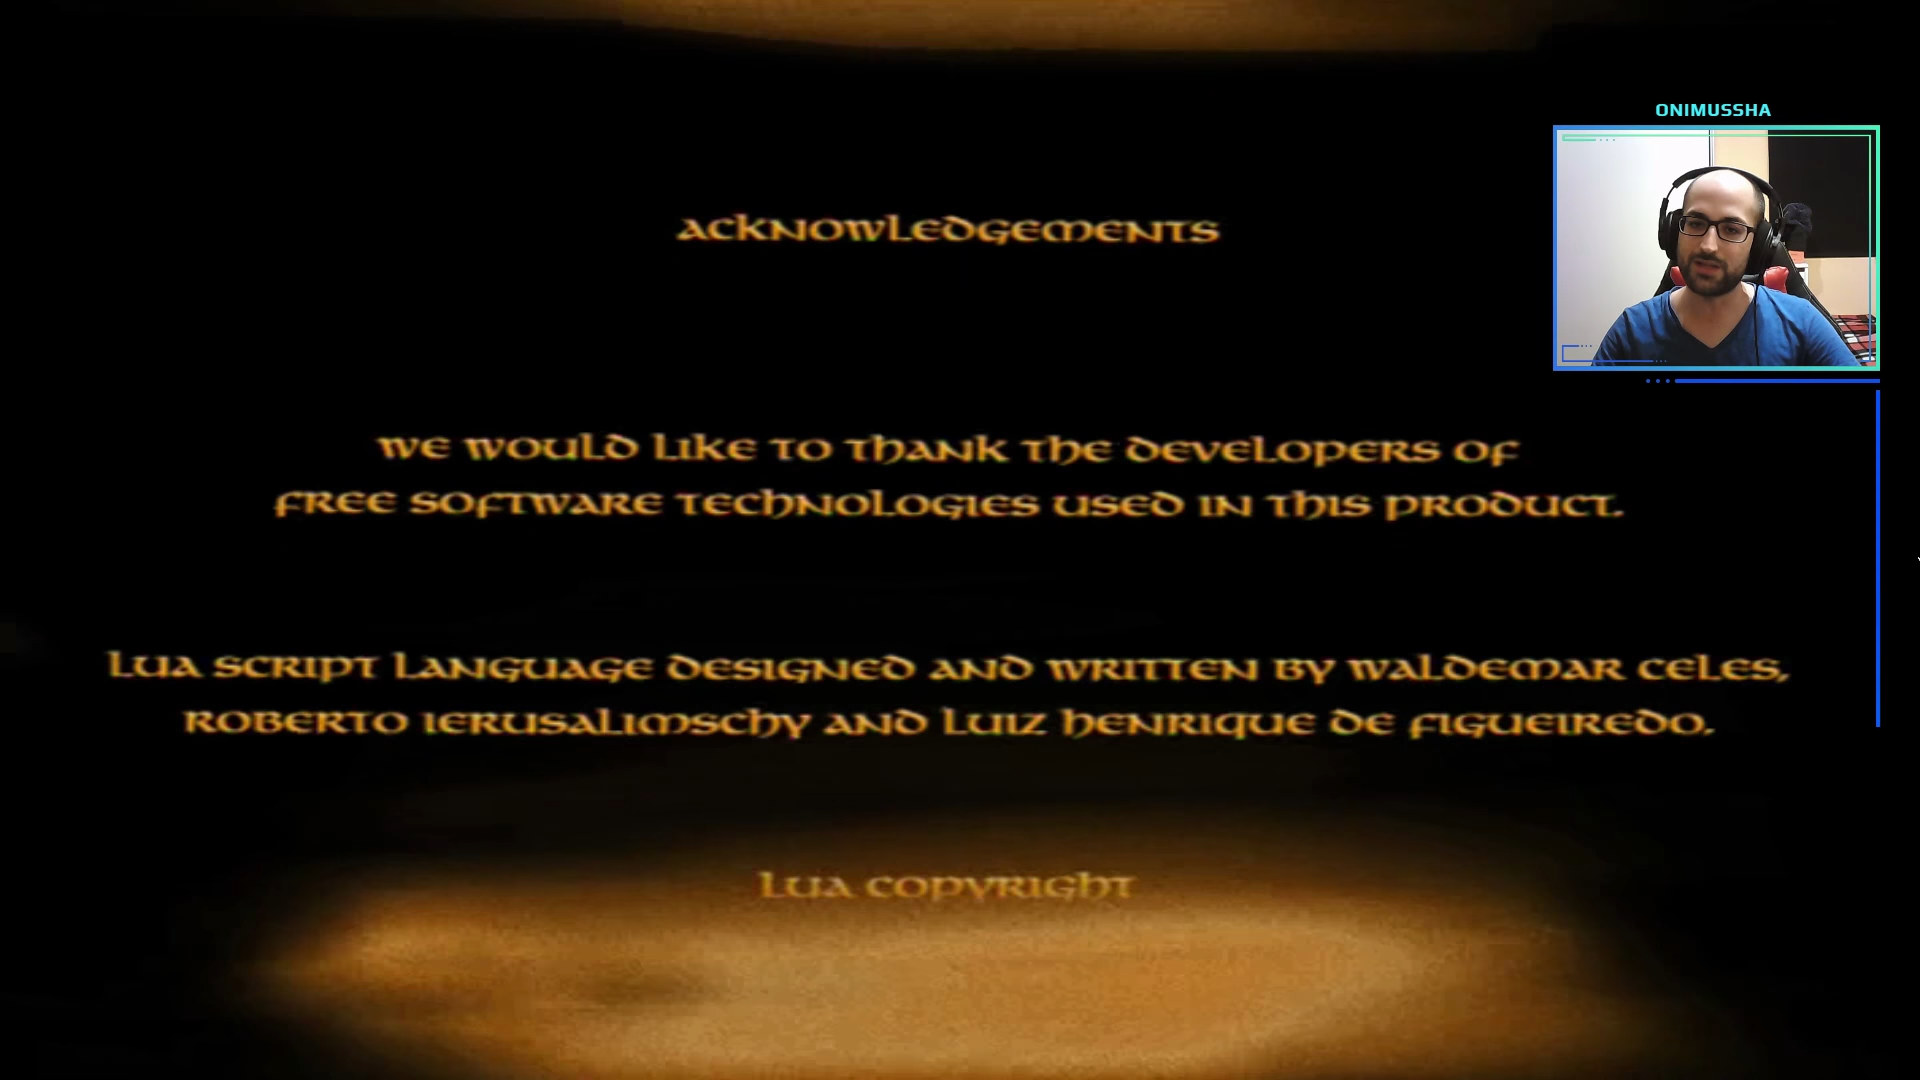 ONIMUSSHA
ACKNOWLEDGEMENTS
WE WOULD LIKE TO THANK THE DEVELOPERS OF
FREE SOFTWARE TECHNOLOGIES USED IN THIS PRODUCT.
LUA SCRIPT LANGUAGE DESIGNED AND WRITTEN BY WALDEMAR CELES,
ROBERTO IERUSALIMSCHY AND LUIZ HENRIQUE DE FIGUEIREDO.
LUA COPYRIGHT